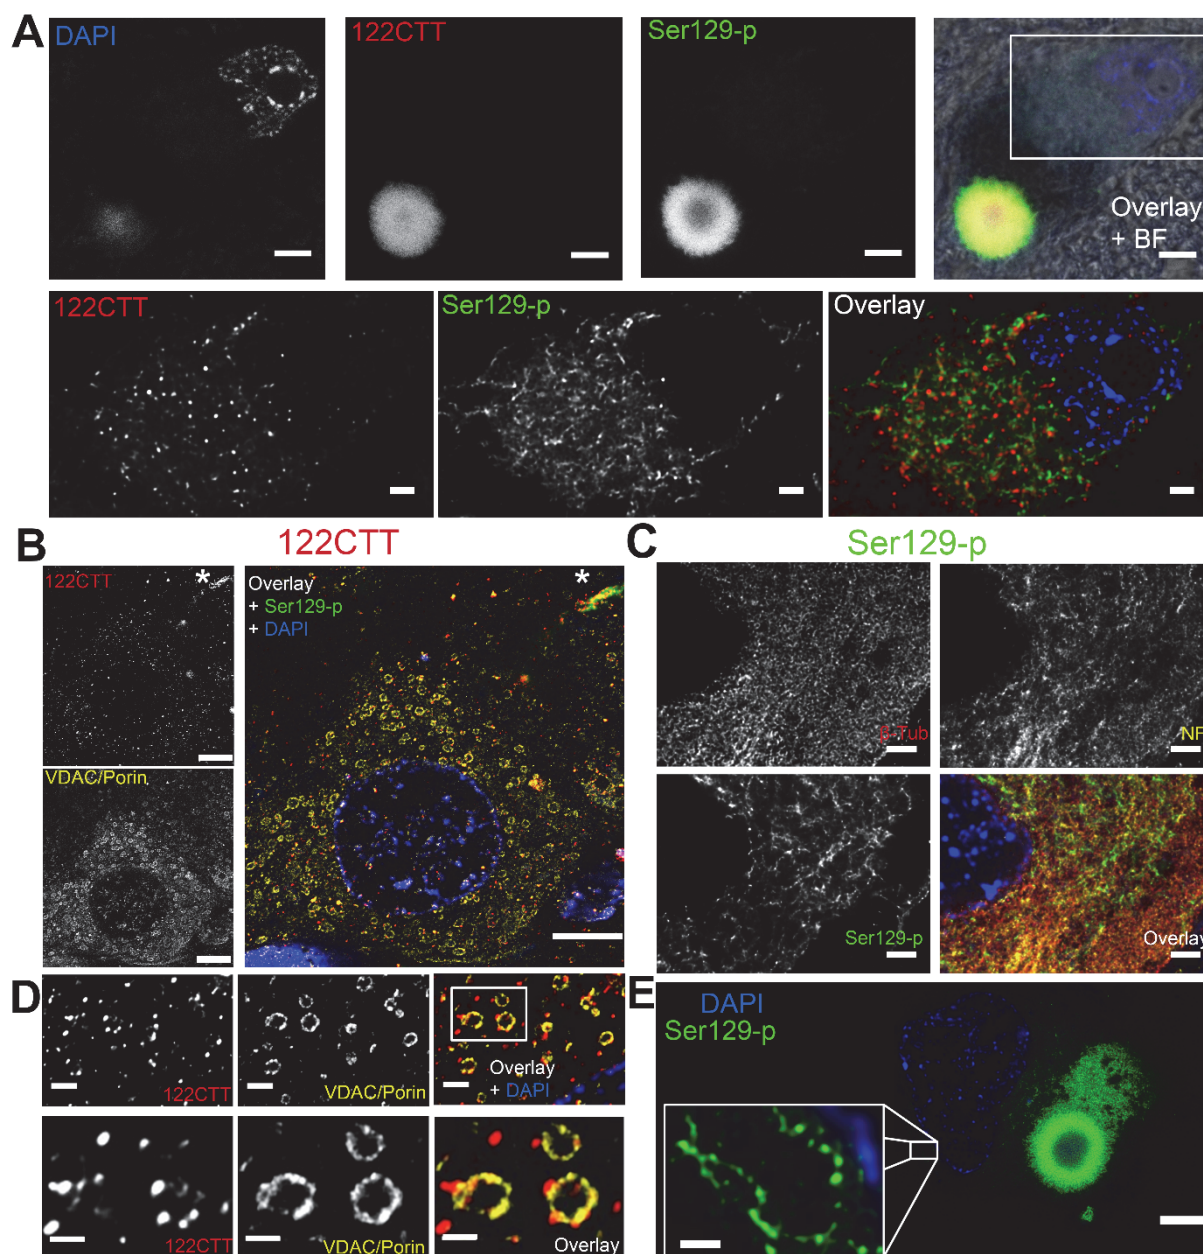 A
DAPI
122CTT
Ser129-p
Overlay
+ BF
122CTT
Ser129-p
Overlay
B
122CTT
122CTT
*
VDAC/Porin
Overlay
+ Ser129-p
+ DAPI
*
C
Ser129-p
β-Tub
NF
Ser129-p
Overlay
D
122CTT
VDAC/Porin
Overlay
+ DAPI
122CTT
VDAC/Porin
Overlay
E
DAPI
Ser129-p